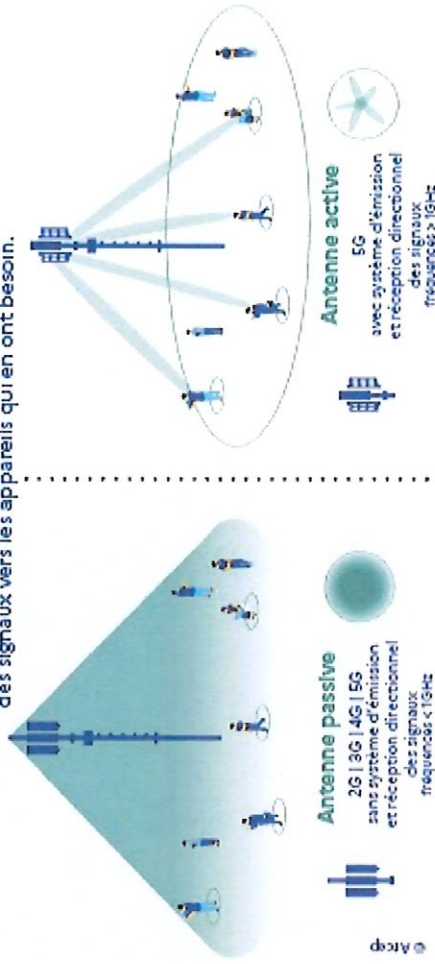 des signaux vers les appareils qui en ont besoin.
Antenne passive
2G | 3G | 4G | 5G
sans système d'émission
et réception directionnel
des signaux
fréquences < 1GHz
© Arcep
Antenne active
5G
avec système d'émission
et réception directionnel
des signaux
fréquences > 1GHz